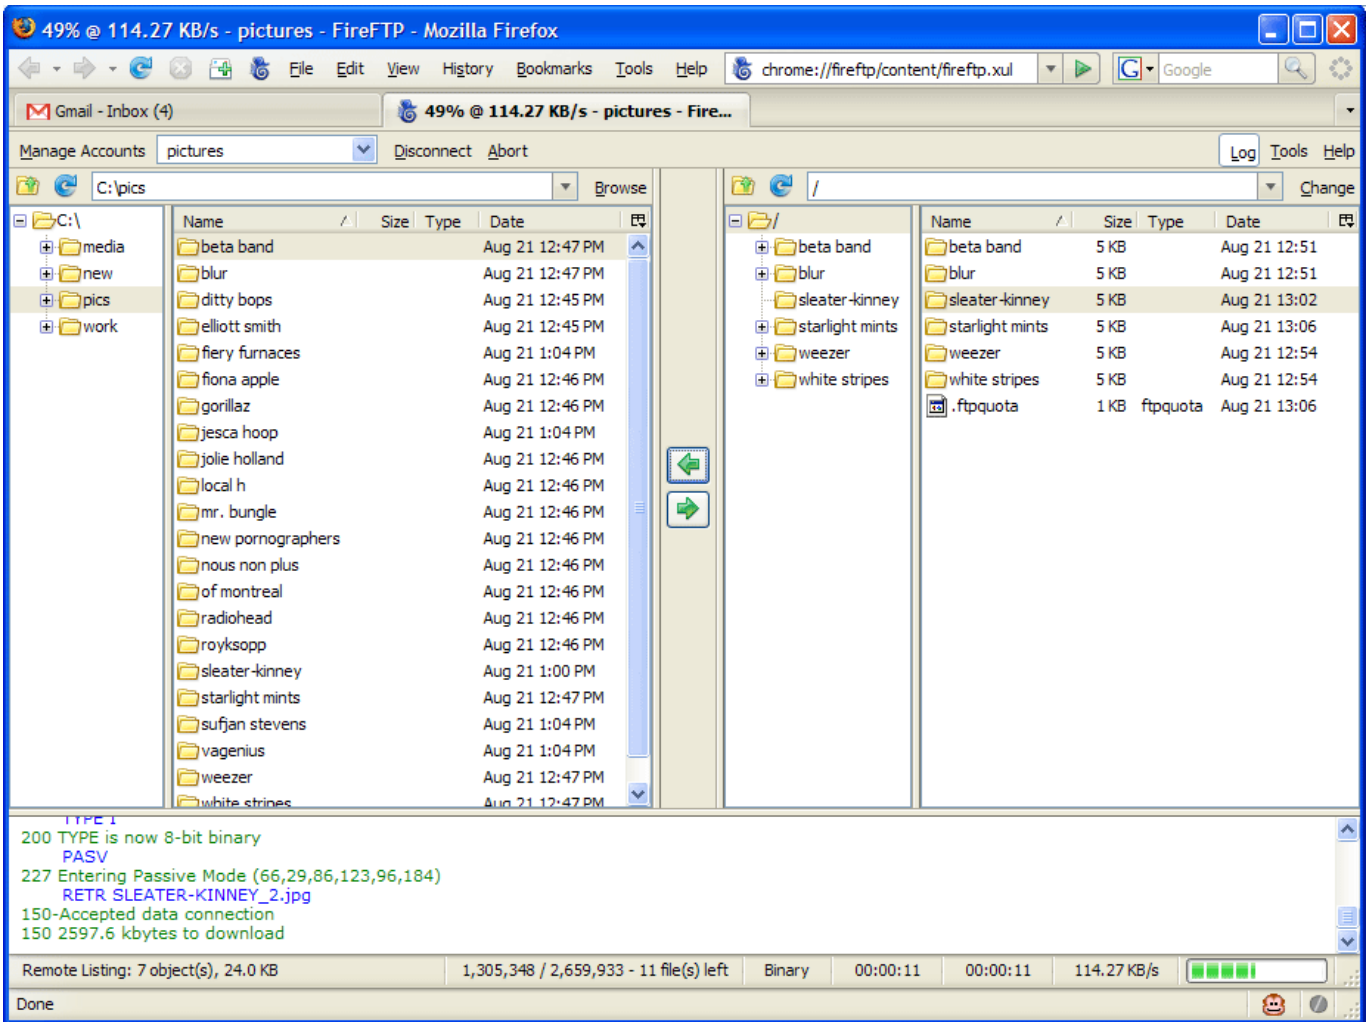 49% @ 114.27 KB/s - pictures - FireFTP - Mozilla Firefox
File Edit View History Bookmarks Tools Help chrome://fireftp/content/fireftp.xul G Google
Gmail - Inbox (4) 49% @ 114.27 KB/s - pictures - Fire...
Manage Accounts pictures Disconnect Abort Log Tools Help
C:\pics Browse / Change
C:\ Name Size Type Date / Name Size Type Date
media beta band Aug 21 12:47 PM beta band beta band 5 KB Aug 21 12:51
new blur Aug 21 12:47 PM blur blur 5 KB Aug 21 12:51
pics ditty bops Aug 21 12:45 PM sleater-kinney sleater-kinney 5 KB Aug 21 13:02
work elliott smith Aug 21 12:45 PM starlight mints starlight mints 5 KB Aug 21 13:06
fiery furnaces Aug 21 1:04 PM weezer weezer 5 KB Aug 21 12:54
fiona apple Aug 21 12:46 PM white stripes white stripes 5 KB Aug 21 12:54
gorillaz Aug 21 12:46 PM .ftpquota 1 KB ftpquota Aug 21 13:06
jesca hoop Aug 21 1:04 PM
jolie holland Aug 21 12:46 PM
local h Aug 21 12:46 PM
mr. bungle Aug 21 12:46 PM
new pornographers Aug 21 12:46 PM
nous non plus Aug 21 12:46 PM
of montreal Aug 21 12:46 PM
radiohead Aug 21 12:46 PM
royksopp Aug 21 12:46 PM
sleater-kinney Aug 21 1:00 PM
starlight mints Aug 21 12:47 PM
sufjan stevens Aug 21 1:04 PM
vagenius Aug 21 1:04 PM
weezer Aug 21 12:47 PM
white stripes Aug 21 12:47 PM
TYPE I
200 TYPE is now 8-bit binary
PASV
227 Entering Passive Mode (66,29,86,123,96,184)
RETR SLEATER-KINNEY_2.jpg
150-Accepted data connection
150 2597.6 kbytes to download
Remote Listing: 7 object(s), 24.0 KB 1,305,348 / 2,659,933 - 11 file(s) left Binary 00:00:11 00:00:11 114.27 KB/s
Done